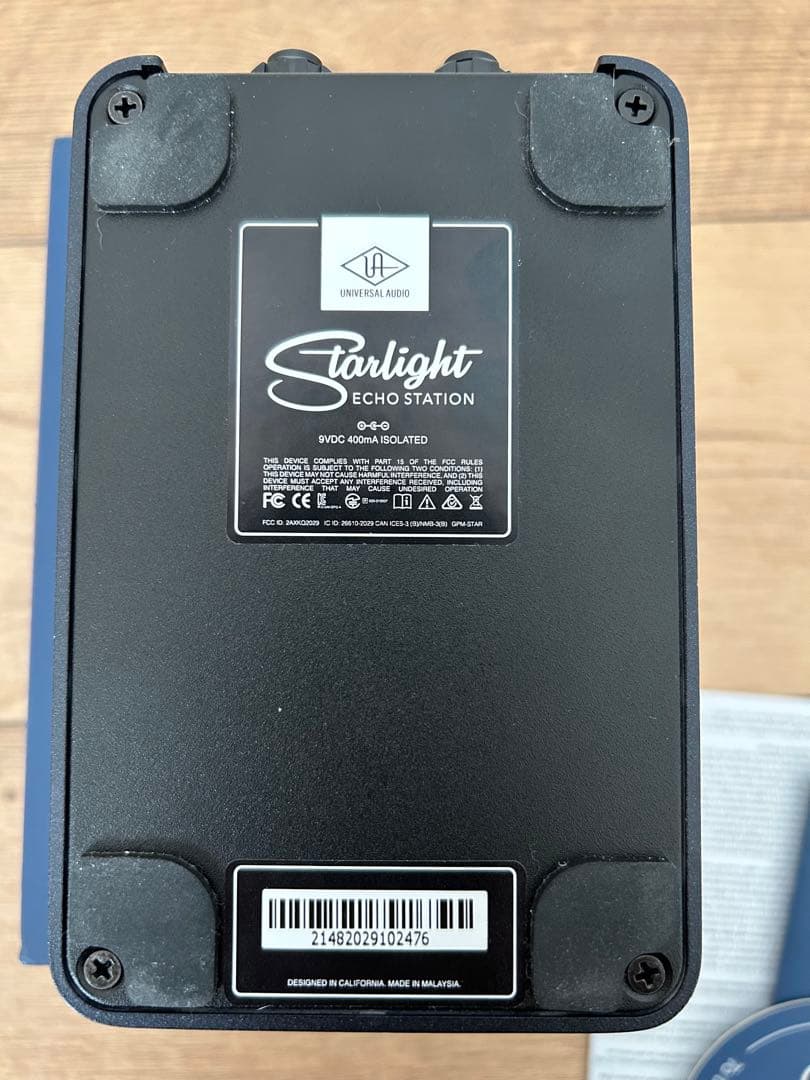 UA
UNIVERSAL AUDIO
Starlight
ECHO STATION
9VDC 400mA ISOLATED
THIS DEVICE COMPLIES WITH PART 15 OF THE FCC RULES
OPERATION IS SUBJECT TO THE FOLLOWING TWO CONDITIONS: (1)
THIS DEVICE MAY NOT CAUSE HARMFUL INTERFERENCE, AND (2) THIS
DEVICE MUST ACCEPT ANY INTERFERENCE RECEIVED, INCLUDING
INTERFERENCE THAT MAY CAUSE UNDESIRED OPERATION
FC CE
FCC ID: 2AXKQ2029 IC ID: 26610-2029 CAN ICES-3 (B)/NMB-3(B) GPM-STAR
21482029102476
DESIGNED IN CALIFORNIA. MADE IN MALAYSIA.